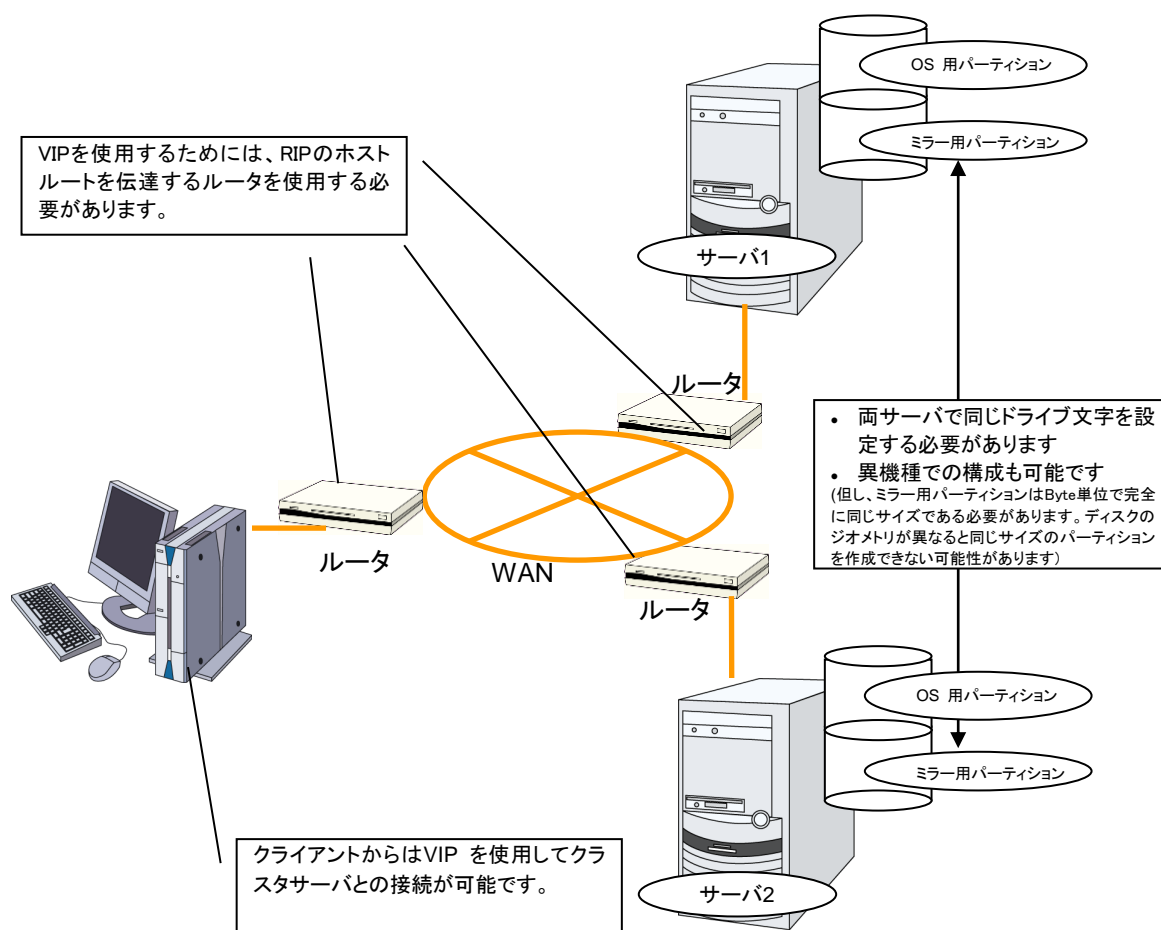 OS 用パーティション
ミラー用パーティション
VIPを使用するためには、RIPのホスト
ルートを伝達するルータを使用する必
要があります。
サーバ1
ルータ
• 両サーバで同じドライブ文字を設
定する必要があります
• 異機種での構成も可能です
(但し、ミラー用パーティションはByte単位で完全
に同じサイズである必要があります。ディスクの
ジオメトリが異なると同じサイズのパーティション
を作成できない可能性があります)
ルータ
WAN
ルータ
OS 用パーティション
ミラー用パーティション
クライアントからはVIP を使用してクラ
スタサーバとの接続が可能です。
サーバ2